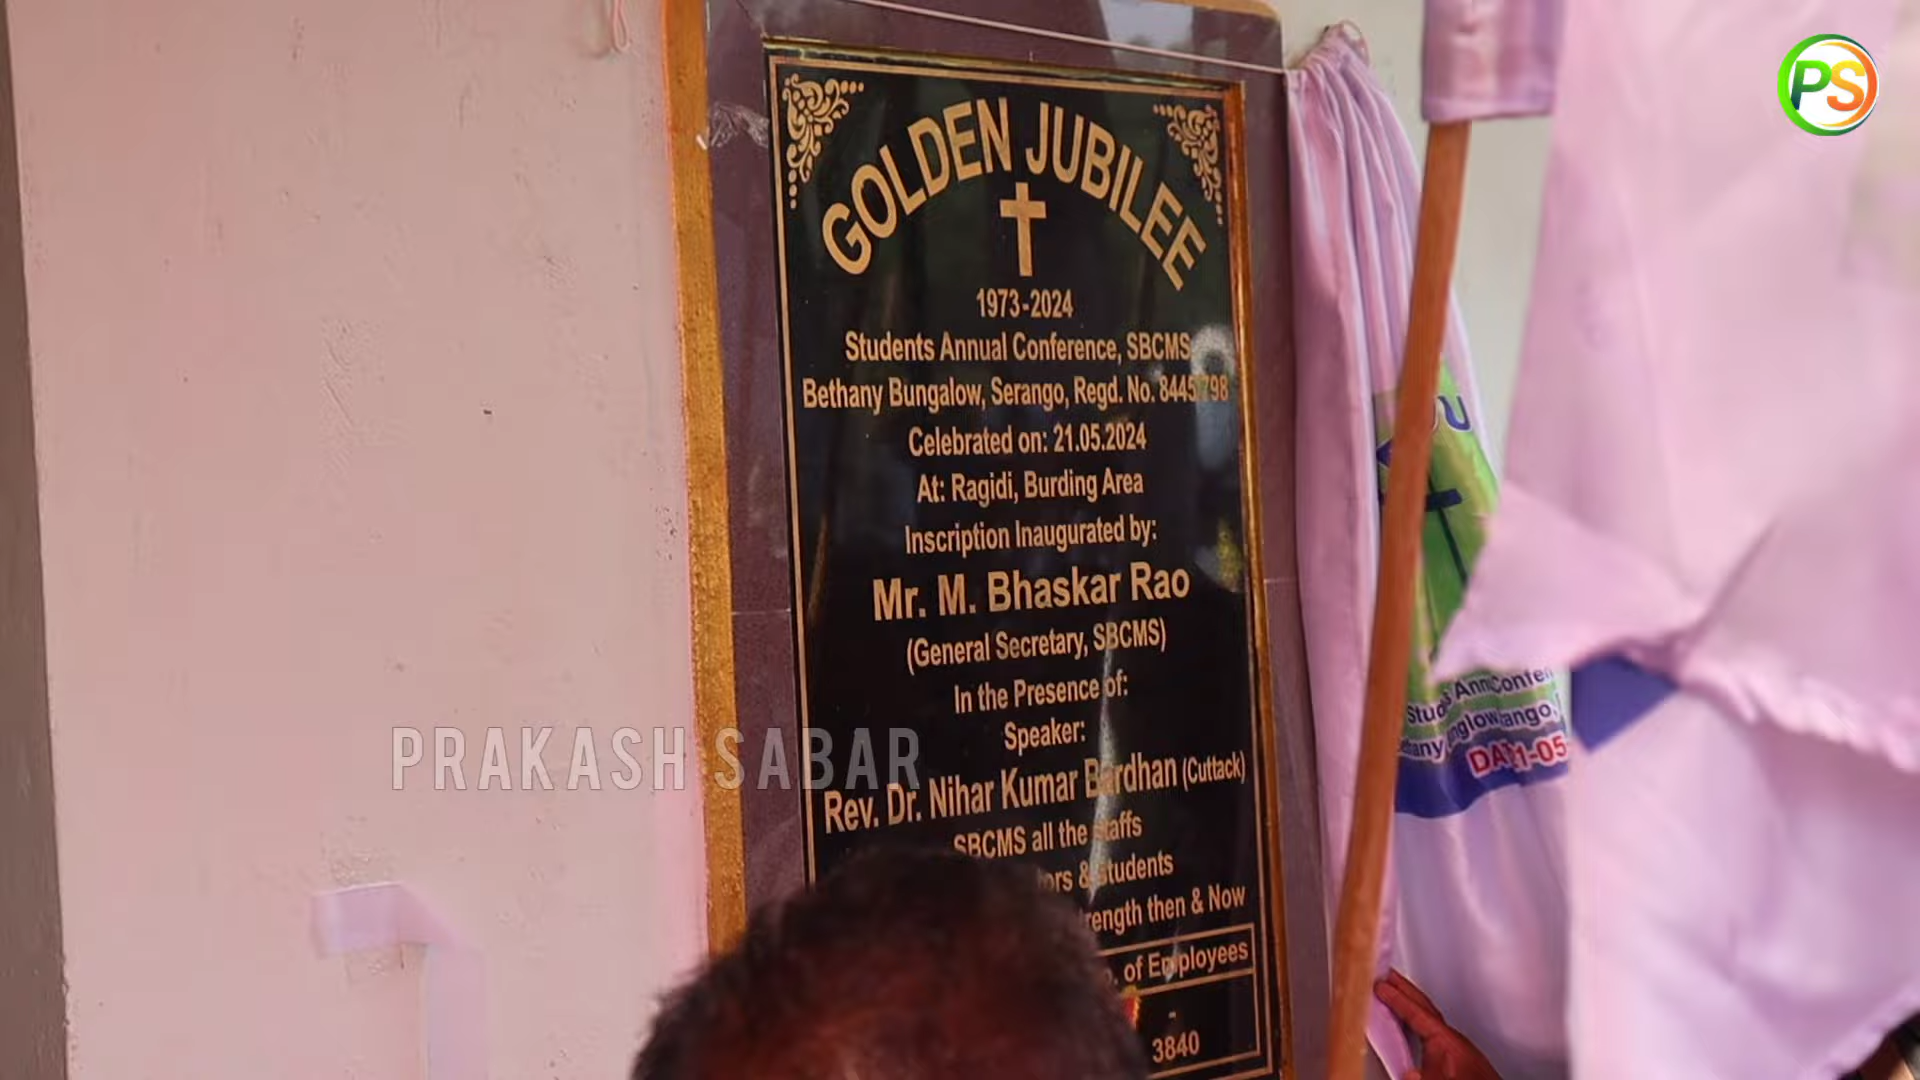 PS
GOLDEN JUBILEE
1973-2024
Students Annual Conference, SBCMS
Bethany Bungalow, Serango, Regd. No. 8445/798
Celebrated on: 21.05.2024
At: Ragidi, Burding Area
Inscription Inaugurated by:
Mr. M. Bhaskar Rao
(General Secretary, SBCMS)
In the Presence of:
Speaker:
Rev. Dr. Nihar Kumar Bardhan (Cuttack)
SBCMS all the staffs
& Students
then & Now
of Employees
-
3840
PRAKASH SABAR